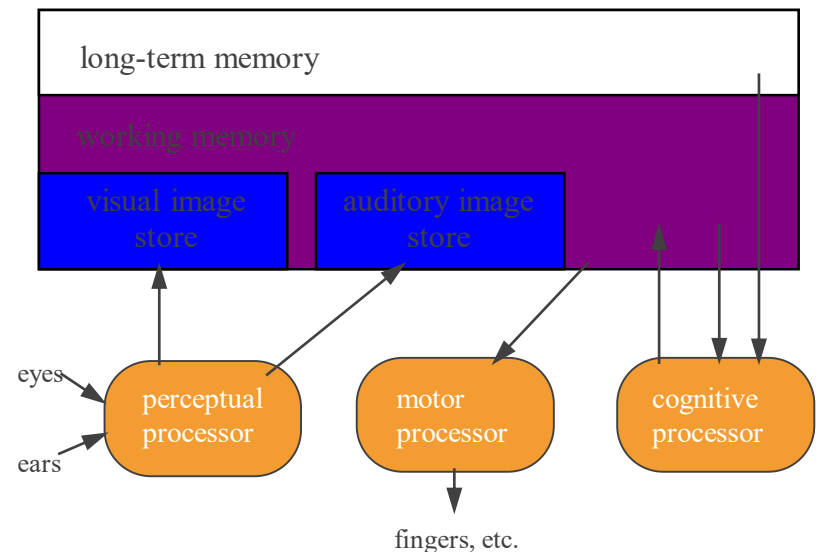 long-term memory
working memory
visual image
store
auditory image
store
eyes
ears
perceptual
processor
motor
processor
cognitive
processor
fingers, etc.